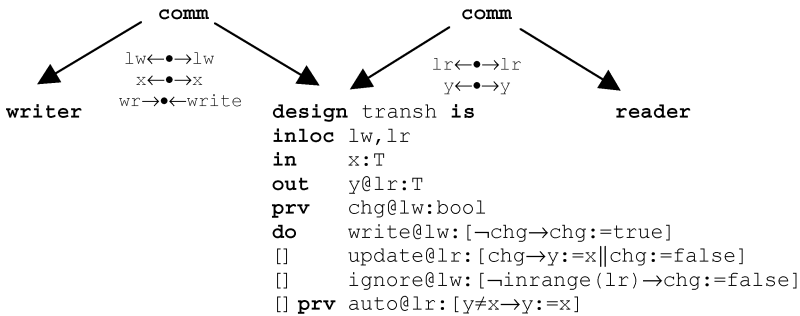 comm comm
lw←•→lw
x←•→x
wr→•←write
lr←•→lr
y←•→y
writer
design transh is
reader
inloc lw,lr
in x:T
out y@lr:T
prv chg@lw:bool
do write@lw:[¬chg→chg:=true]
[] update@lr:[chg→y:=x‖chg:=false]
[] ignore@lw:[¬inrange(lr)→chg:=false]
[] prv auto@lr:[y≠x→y:=x]